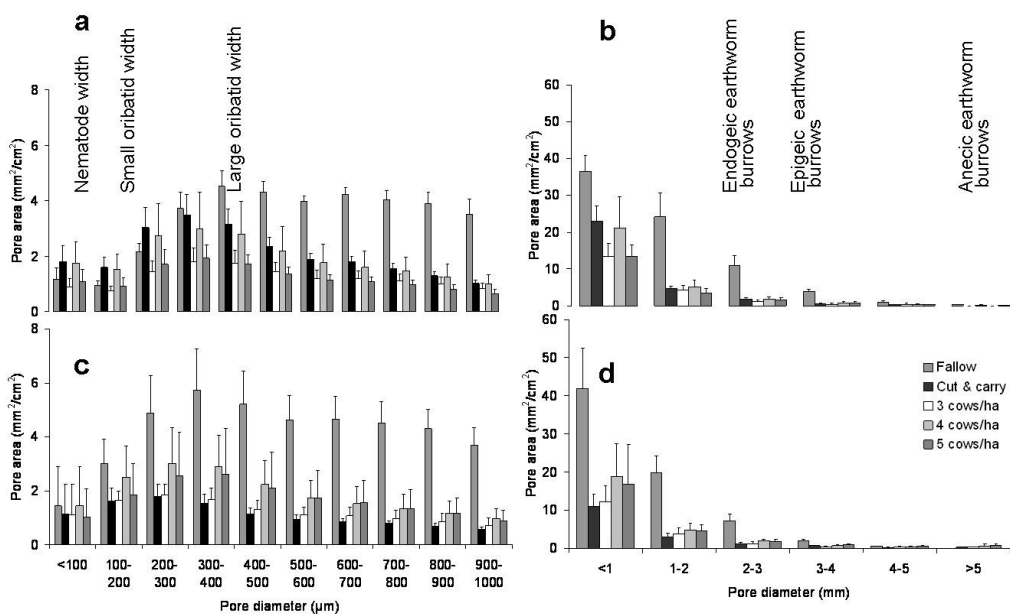 a
Nematode width
Small oribatid width
Large oribatid width
Pore area (mm2/cm2)
8
6
4
2
0
b
Endogeic earthworm
burrows
Epigeic earthworm
burrows
Anecic earthworm
burrows
Pore area (mm2/cm2)
60
50
40
30
20
10
0
c
Pore area (mm2/cm2)
8
6
4
2
0
<100
100-
200
200-
300
300-
400
400-
500
500-
600
600-
700
700-
800
800-
900
900-
1000
Pore diameter (µm)
d
Fallow
Cut & carry
3 cows/ha
4 cows/ha
5 cows/ha
Pore area (mm2/cm2)
60
50
40
30
20
10
0
<1
1-2
2-3
3-4
4-5
>5
Pore diameter (mm)